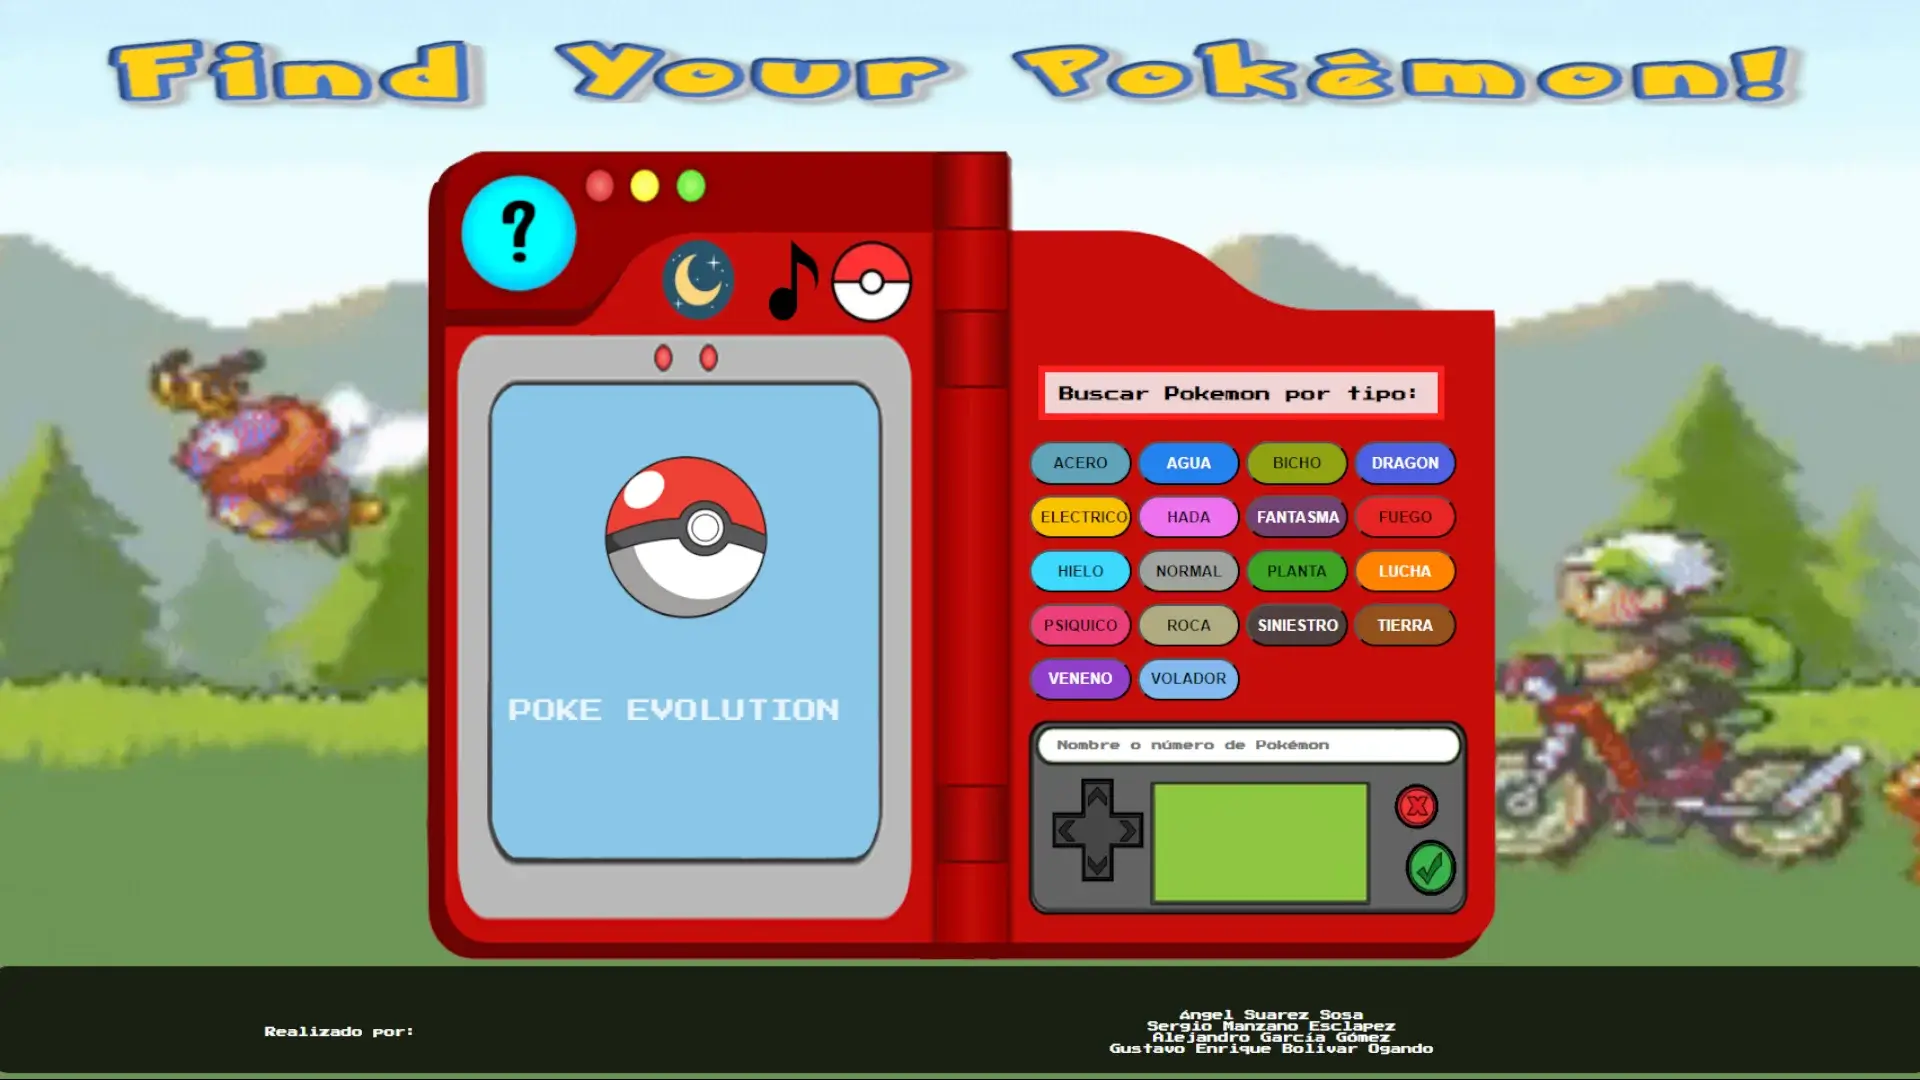 Find Your Pokémon!
?
Buscar Pokemon por tipo:
ACERO AGUA BICHO DRAGON
ELECTRICO HADA FANTASMA FUEGO
HIELO NORMAL PLANTA LUCHA
PSIQUICO ROCA SINIESTRO TIERRA
VENENO VOLADOR
POKE EVOLUTION
Nombre o número de Pokémon
Realizado por:
Ángel Suarez Sosa
Sergio Manzano Esclapez
Alejandro García Gómez
Gustavo Enrique Bolivar Ogando